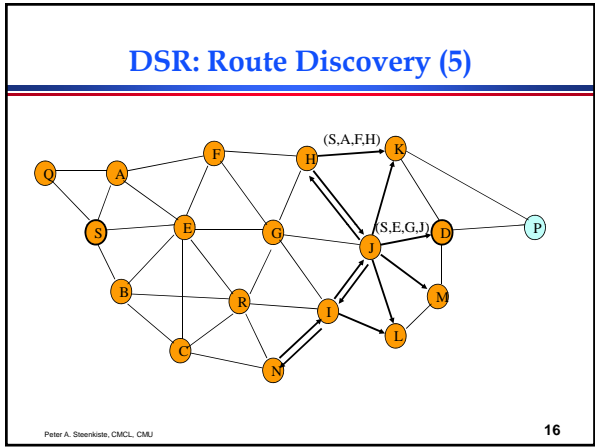 DSR: Route Discovery (5)
(S,A,F,H)
F
H
K
Q
A
S
E
G
(S,E,G,J)
D
P
J
B
R
I
M
C
L
N
Peter A. Steenkiste, CMCL, CMU
16